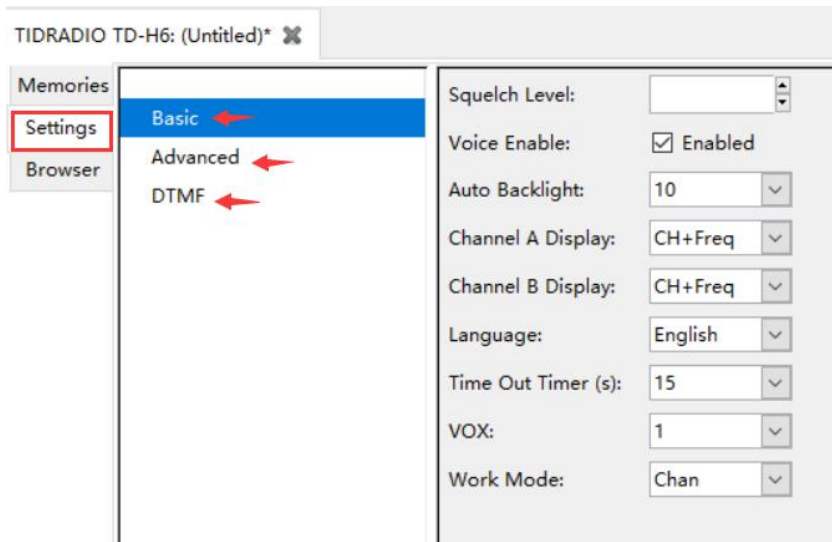 TIDRADIO TD-H6: (Untitled)*
Memories
Settings
Browser
Basic
Advanced
DTMF
Squelch Level:
Voice Enable: Enabled
Auto Backlight: 10
Channel A Display: CH+Freq
Channel B Display: CH+Freq
Language: English
Time Out Timer (s): 15
VOX: 1
Work Mode: Chan